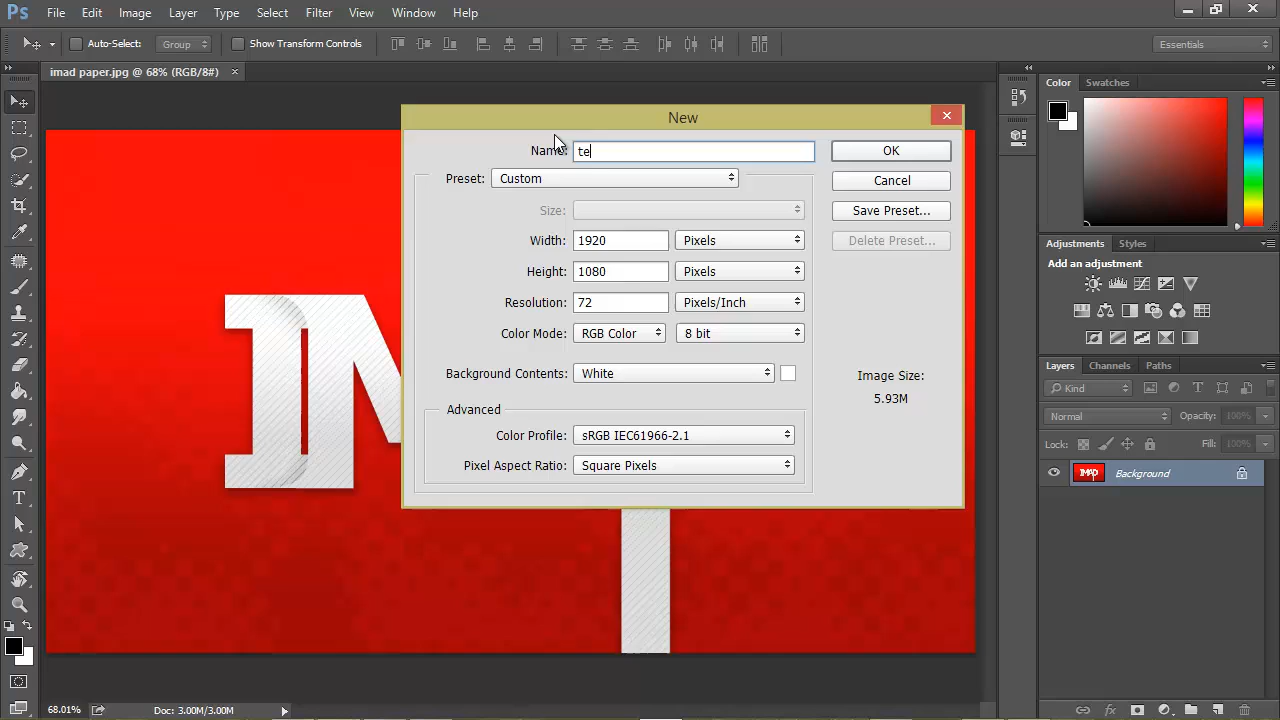 Ps File Edit Image Layer Type Select Filter View Window Help
Auto-Select: Group Show Transform Controls Essentials
imad paper.jpg @ 68% (RGB/8#) ×
Color Swatches
New
Name: te
OK
Preset: Custom
Cancel
Size:
Save Preset...
Width: 1920 Pixels
Delete Preset...
Height: 1080 Pixels
Resolution: 72 Pixels/Inch
Color Mode: RGB Color 8 bit
Background Contents: White
Image Size:
5.93M
Advanced
Color Profile: sRGB IEC61966-2.1
Pixel Aspect Ratio: Square Pixels
Adjustments Styles
Add an adjustment
Layers Channels Paths
Kind
Normal Opacity: 100%
Lock: Fill: 100%
IMAD Background
68.01% Doc: 3.00M/3.00M